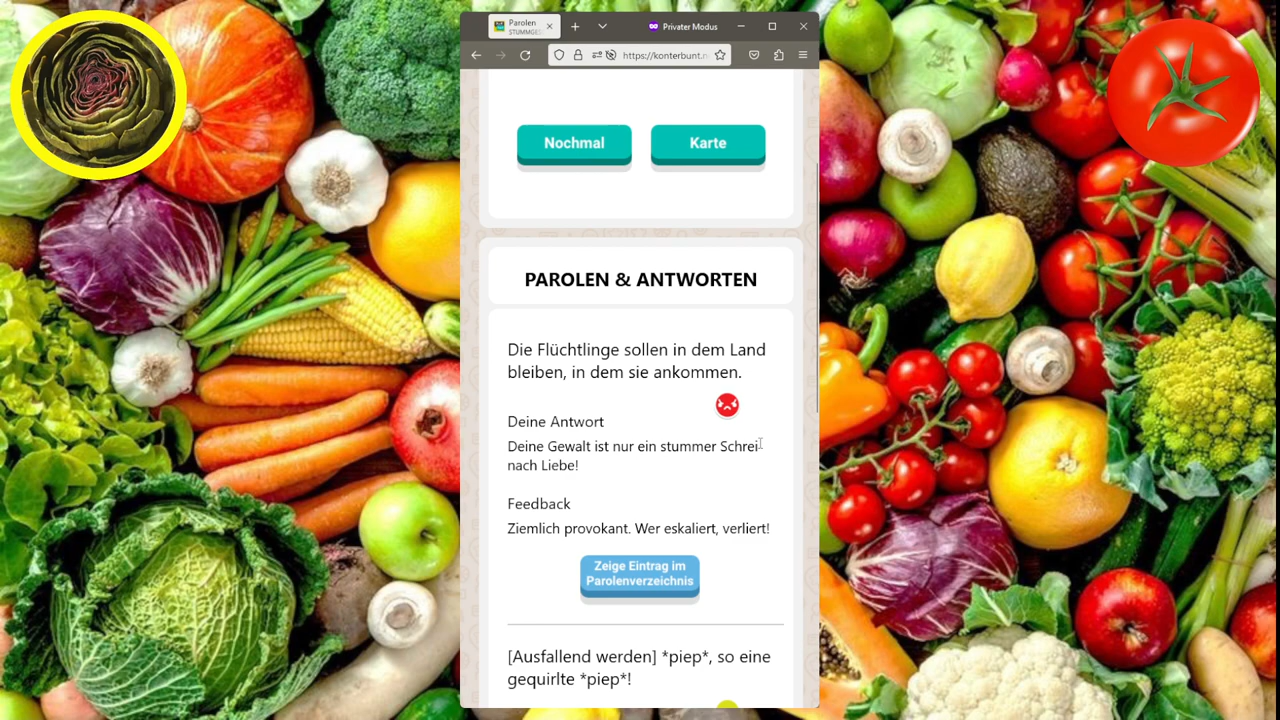 Parolen
STUMMGES
Privater Modus
https://konterbunt.
Nochmal
Karte
PAROLEN & ANTWORTEN
Die Flüchtlinge sollen in dem Land
bleiben, in dem sie ankommen.
Deine Antwort
Deine Gewalt ist nur ein stummer Schrei
nach Liebe!
Feedback
Ziemlich provokant. Wer eskaliert, verliert!
Zeige Eintrag im
Parolenverzeichnis
[Ausfallend werden] *piep*, so eine
gequirlte *piep*!